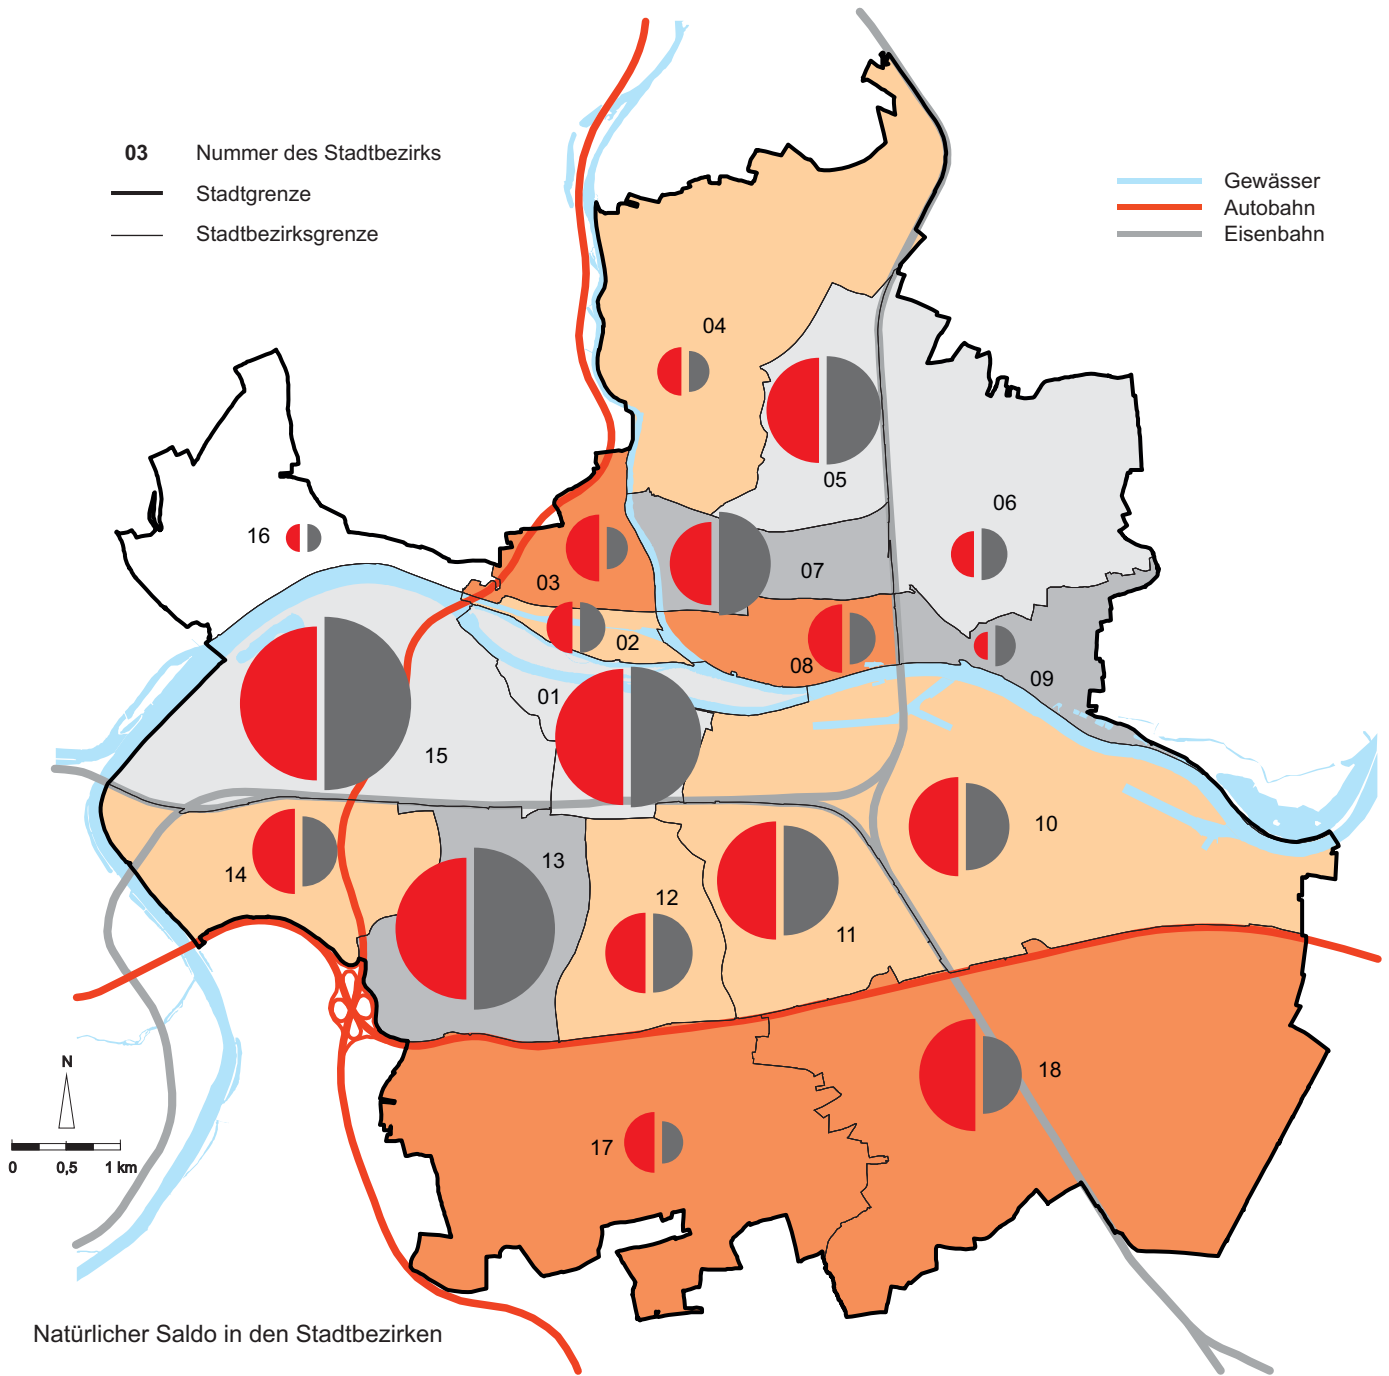 03 Nummer des Stadtbezirks
Stadtgrenze
Stadtbezirksgrenze
Gewässer
Autobahn
Eisenbahn
04
05
06
16
07
03
02
08
09
01
15
10
13
14
12
11
18
17
N
0 0,5 1 km
Natürlicher Saldo in den Stadtbezirken